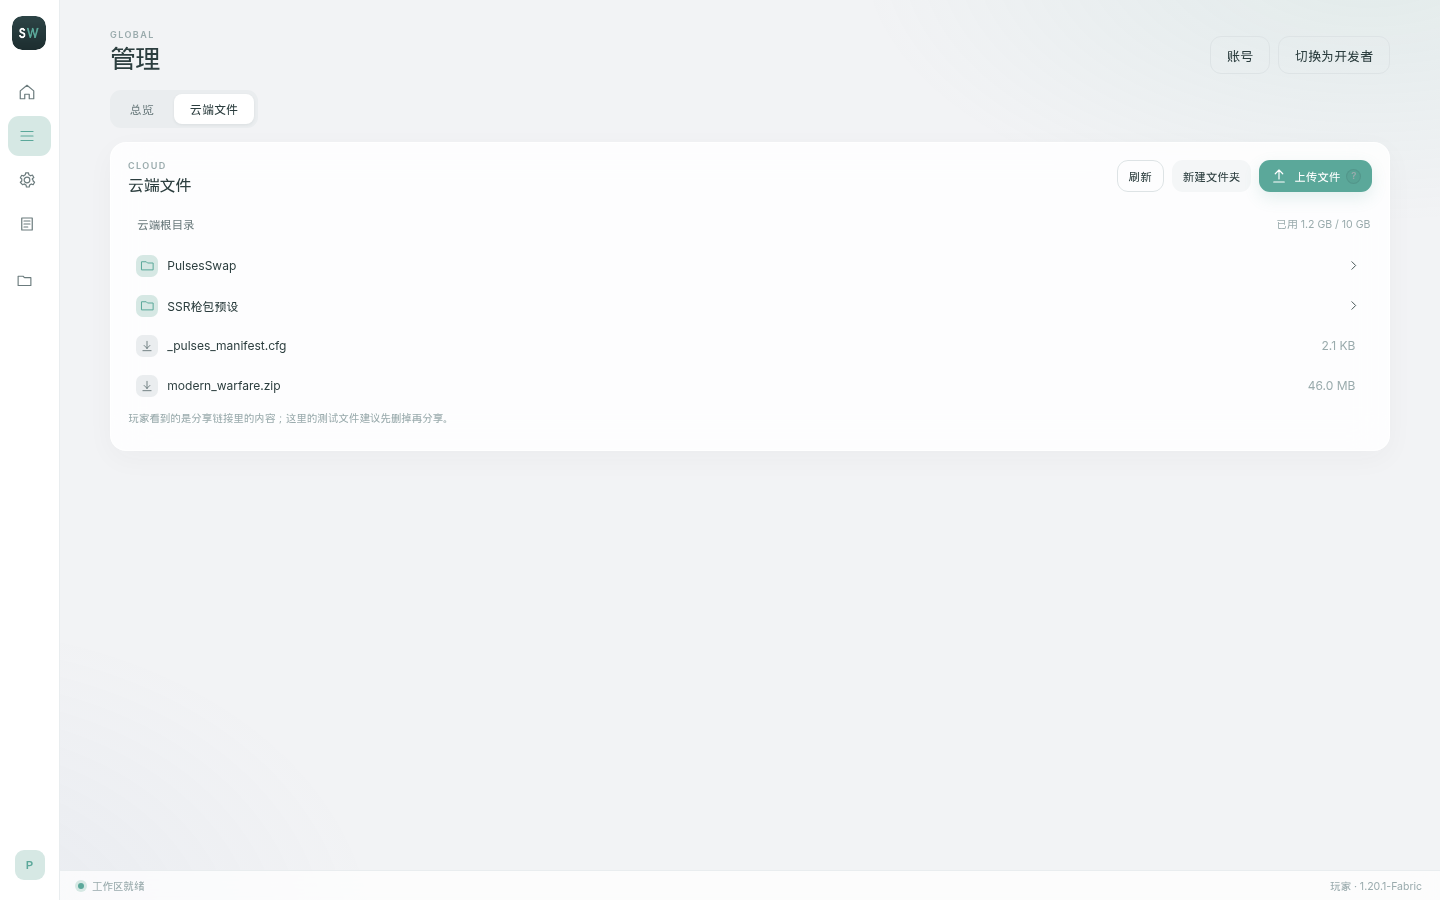 SW
GLOBAL
管理
账号
切换为开发者
总览
云端文件
CLOUD
云端文件
刷新
新建文件夹
上传文件 ?
云端根目录
已用 1.2 GB / 10 GB
PulsesSwap
SSR枪包预设
_pulses_manifest.cfg
2.1 KB
modern_warfare.zip
46.0 MB
玩家看到的是分享链接里的内容；这里的测试文件建议先删掉再分享。
P
工作区就绪
玩家 · 1.20.1-Fabric